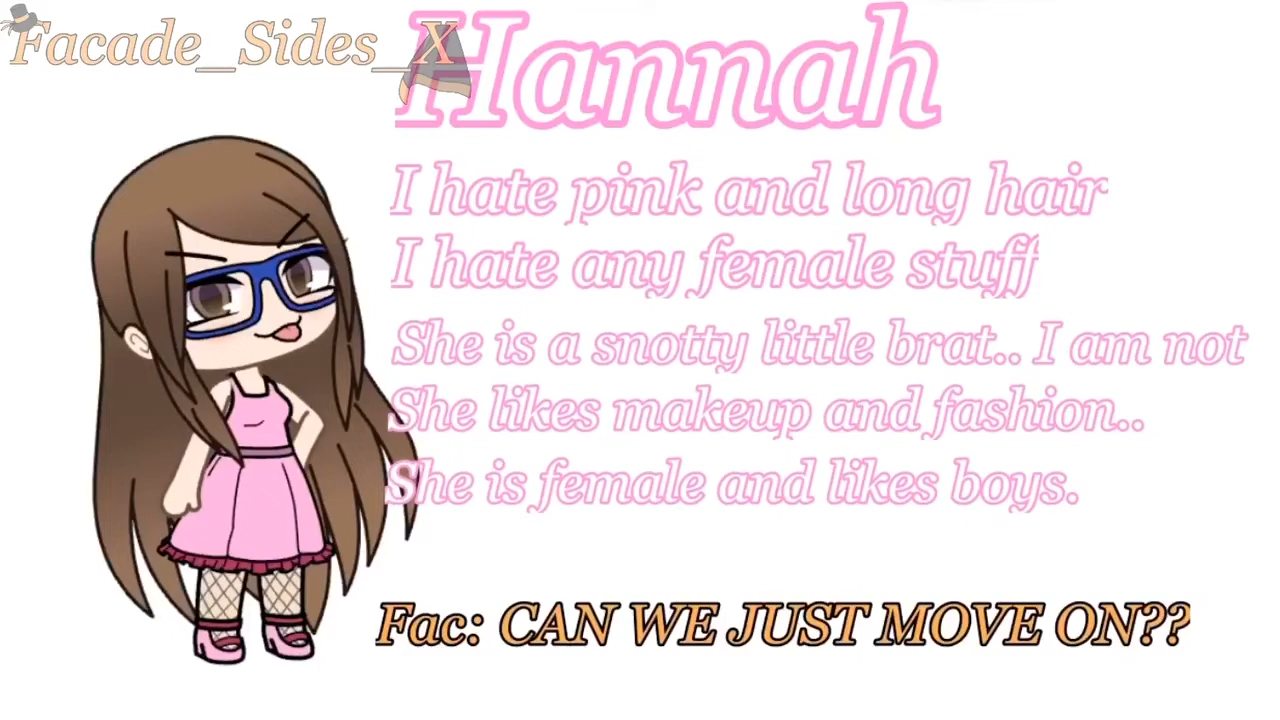 Facade_Sides_X
Hannah
I hate pink and long hair
I hate any female stuff
She is a snotty little brat.. I am not
She likes makeup and fashion..
She is female and likes boys.
Fac: CAN WE JUST MOVE ON??